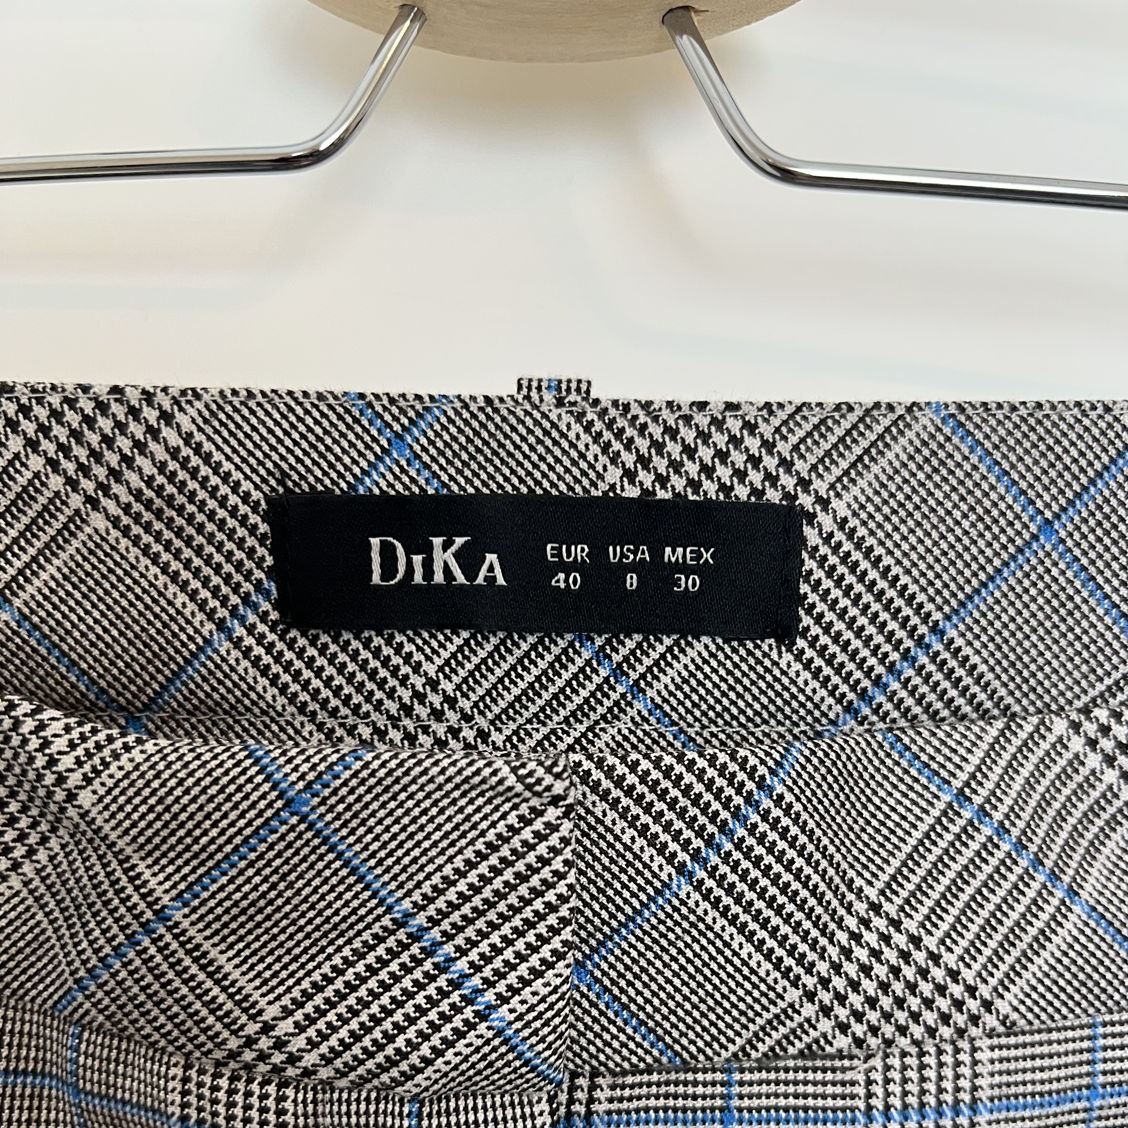 DIKA
EUR USA MEX
40 8 30